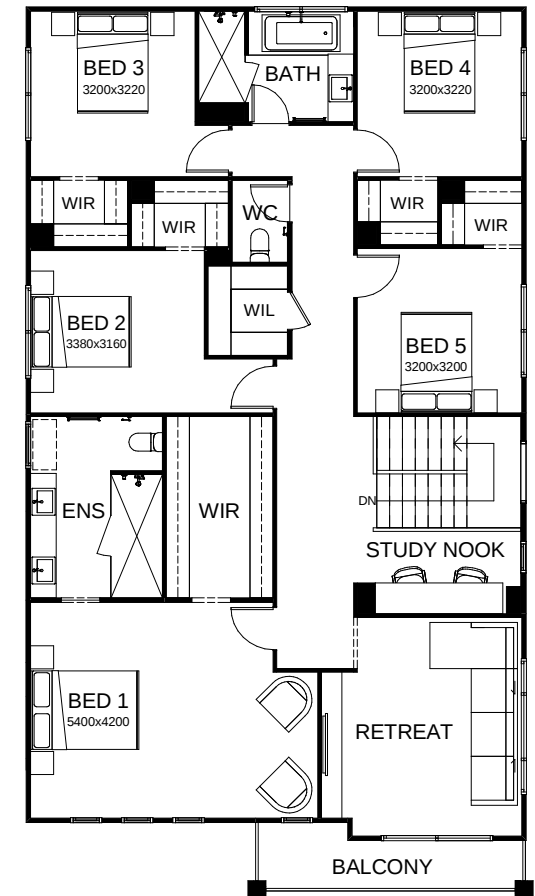 BED 3
3200x3220
BATH
BED 4
3200x3220
WIR
WIR
WC
WIR
WIR
WIL
BED 2
3380x3160
BED 5
3200x3200
DN
ENS
WIR
STUDY NOOK
BED 1
5400x4200
RETREAT
BALCONY